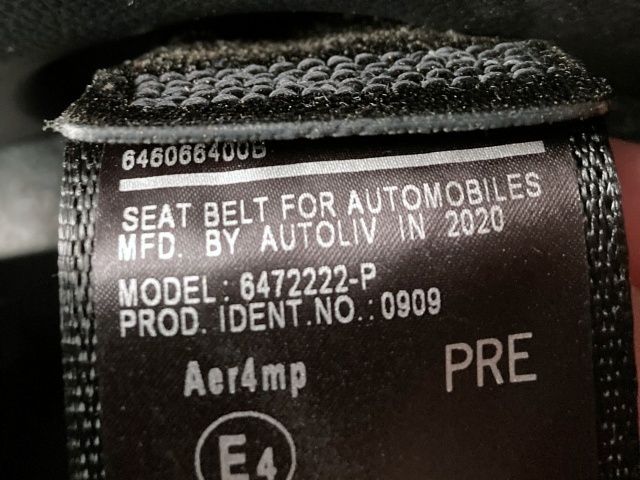 646066400B
SEAT BELT FOR AUTOMOBILES
MFD. BY AUTOLIV IN 2020
MODEL: 6472222-P
PROD. IDENT.NO.:0909
Aer4mp PRE
E4